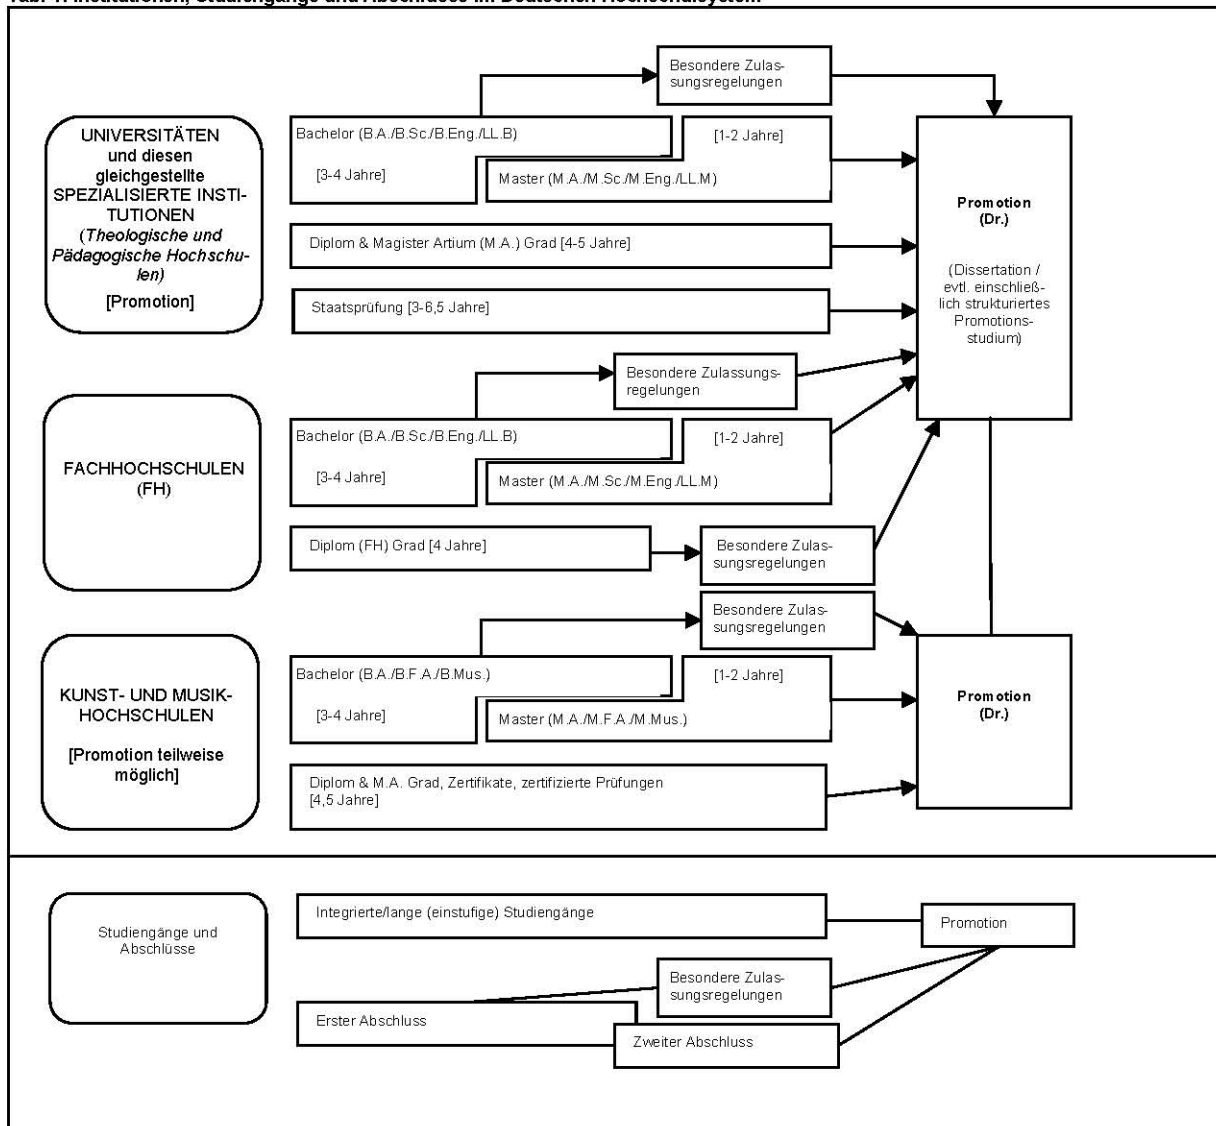 Tab. 1: Institutionen, Studiengänge und Abschlüsse im Deutschen Hochschulsystem
Besondere Zulas-
sungsregelungen
UNIVERSITÄTEN
und diesen
gleichgestellte
SPEZIALISIERTE INSTI-
TUTIONEN
(Theologische und
Pädagogische Hochschu-
len)
[Promotion]
Bachelor (B.A./B.Sc./B.Eng./LL.B)
[3-4 Jahre]
[1-2 Jahre]
Master (M.A./M.Sc./M.Eng./LL.M)
Diplom & Magister Artium (M.A.) Grad [4-5 Jahre]
Staatsprüfung [3-6,5 Jahre]
Promotion
(Dr.)
(Dissertation /
evtl. einschließ-
lich strukturiertes
Promotions-
studium)
FACHHOCHSCHULEN
(FH)
Besondere Zulassungs-
regelungen
Bachelor (B.A./B.Sc./B.Eng./LL.B)
[3-4 Jahre]
[1-2 Jahre]
Master (M.A./M.Sc./M.Eng./LL.M)
Diplom (FH) Grad [4 Jahre]
Besondere Zulas-
sungsregelungen
KUNST- UND MUSIK-
HOCHSCHULEN
[Promotion teilweise
möglich]
Besondere Zulas-
sungsregelungen
Bachelor (B.A./B.F.A./B.Mus.)
[3-4 Jahre]
[1-2 Jahre]
Master (M.A./M.F.A./M.Mus.)
Diplom & M.A. Grad, Zertifikate, zertifizierte Prüfungen
[4,5 Jahre]
Promotion
(Dr.)
Studiengänge und
Abschlüsse
Integrierte/lange (einstufige) Studiengänge
Promotion
Besondere Zulas-
sungsregelungen
Erster Abschluss
Zweiter Abschluss